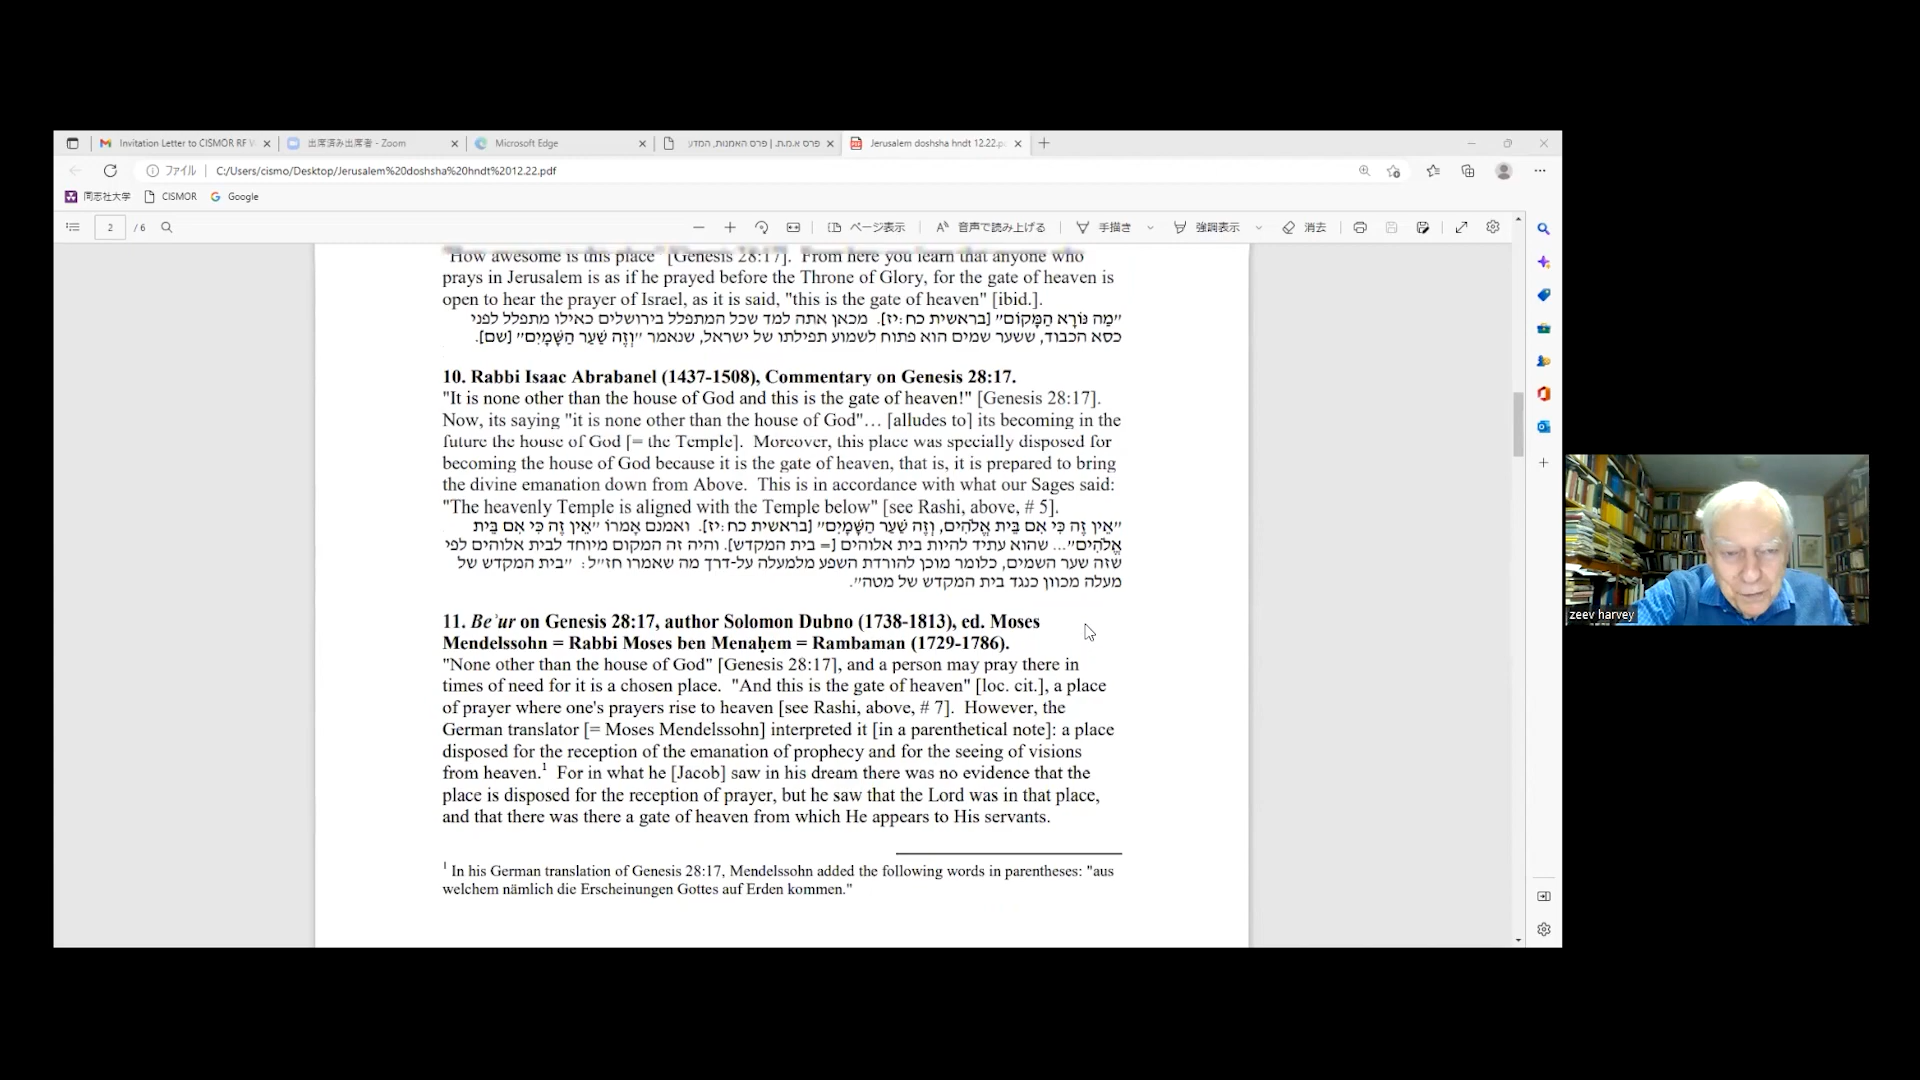 Invitation Letter to CISMOR RF
出席済み出席者 - Zoom
Microsoft Edge
פרס א.מ.ת. | פרס האמנות, המדע
Jerusalem doshsha hndt 12.22.p
ファイル
C:/Users/cismo/Desktop/Jerusalem%20doshsha%20hndt%2012.22.pdf
同志社大学
CISMOR
Google
2
/ 6
ページ表示
音声で読み上げる
手描き
強調表示
消去
"How awesome is this place" [Genesis 28:17]. From here you learn that anyone who
prays in Jerusalem is as if he prayed before the Throne of Glory, for the gate of heaven is
open to hear the prayer of Israel, as it is said, "this is the gate of heaven" [ibid.].
״מַה נּוֹרָא הַמָּקוֹם״ [בראשית כח:יז]. מכאן אתה למד שכל המתפלל בירושלים כאילו מתפלל לפני
כסא הכבוד, ששער שמים הוא פתוח לשמוע תפילתו של ישראל, שנאמר ״וְזֶה שַׁעַר הַשָּׁמָיִם״ [שם].
10. Rabbi Isaac Abrabanel (1437-1508), Commentary on Genesis 28:17.
"It is none other than the house of God and this is the gate of heaven!" [Genesis 28:17].
Now, its saying "it is none other than the house of God"… [alludes to] its becoming in the
future the house of God [= the Temple]. Moreover, this place was specially disposed for
becoming the house of God because it is the gate of heaven, that is, it is prepared to bring
the divine emanation down from Above. This is in accordance with what our Sages said:
"The heavenly Temple is aligned with the Temple below" [see Rashi, above, # 5].
״אֵין זֶה כִּי אִם בֵּית אֱלֹהִים, וְזֶה שַׁעַר הַשָּׁמָיִם״ [בראשית כח:יז]. ואמנם אָמרוֹ ״אֵין זֶה כִּי אִם בֵּית
אֱלֹהִים״... שהוא עתיד להיות בית אלוהים [= בית המקדש]. והיה זה המקום מיוחד לבית אלוהים לפי
שזה שער השמים, כלומר מוכן להורדת השפע מלמעלה על-דרך מה שאמרו חז״ל: ״בית המקדש של
מעלה מכוון כנגד בית המקדש של מטה״.
11. Beʾur on Genesis 28:17, author Solomon Dubno (1738-1813), ed. Moses
Mendelssohn = Rabbi Moses ben Menaḥem = Rambaman (1729-1786).
"None other than the house of God" [Genesis 28:17], and a person may pray there in
times of need for it is a chosen place. "And this is the gate of heaven" [loc. cit.], a place
of prayer where one's prayers rise to heaven [see Rashi, above, # 7]. However, the
German translator [= Moses Mendelssohn] interpreted it [in a parenthetical note]: a place
disposed for the reception of the emanation of prophecy and for the seeing of visions
from heaven.1 For in what he [Jacob] saw in his dream there was no evidence that the
place is disposed for the reception of prayer, but he saw that the Lord was in that place,
and that there was there a gate of heaven from which He appears to His servants.
1 In his German translation of Genesis 28:17, Mendelssohn added the following words in parentheses: "aus
welchem nämlich die Erscheinungen Gottes auf Erden kommen."
zeev harvey